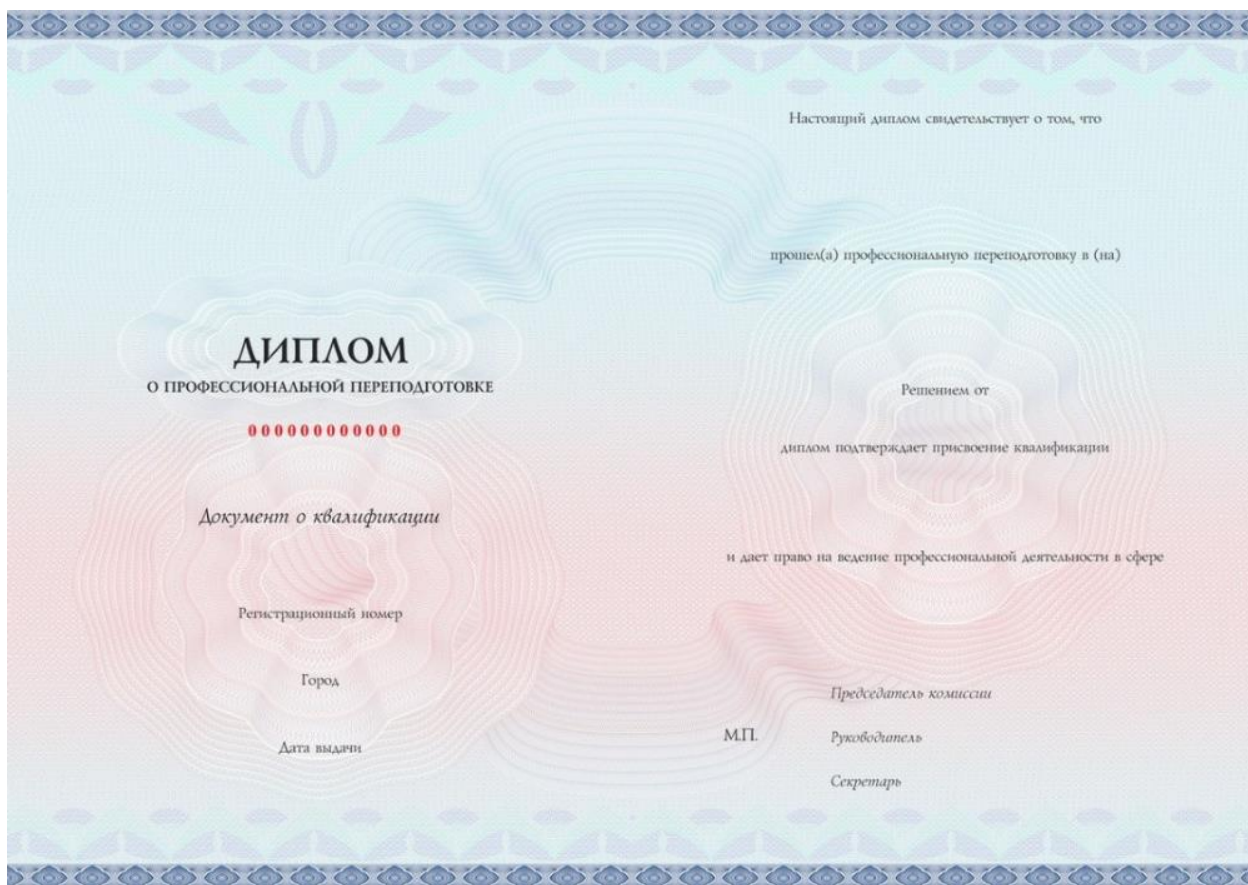 ДИПЛОМ
О ПРОФЕССИОНАЛЬНОЙ ПЕРЕПОДГОТОВКЕ
000000000000
Документ о квалификации
Регистрационный номер
Город
Дата выдачи
Настоящий диплом свидетельствует о том, что
прошел(а) профессиональную переподготовку в (на)
Решением от
диплом подтверждает присвоение квалификации
и дает право на ведение профессиональной деятельности в сфере
Председатель комиссии
М.П.
Руководитель
Секретарь